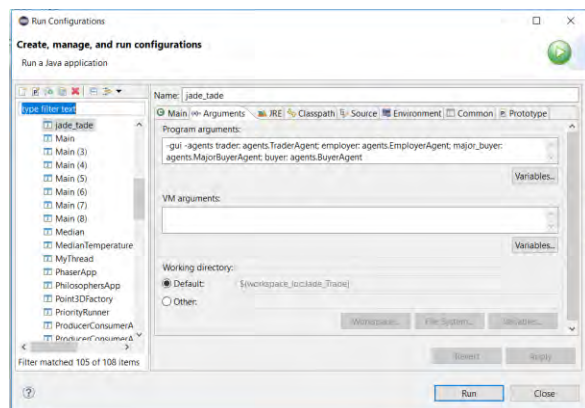 Run Configurations
Create, manage, and run configurations
Run a Java application
type filter text
jade_tade
Main
Main (3)
Main (4)
Main (5)
Main (6)
Main (7)
Main (8)
Median
MedianTemperature
MyThread
PhaserApp
PhilosophersApp
Point3DFactory
PriorityRunner
ProducerConsumerA
ProducerConsumerA
Filter matched 105 of 108 items
Name: jade_tade
Main Arguments JRE Classpath Source Environment Common Prototype
Program arguments:
-gui -agents trader: agents.TraderAgent; employer: agents.EmployerAgent; major_buyer:
agents.MajorBuyerAgent; buyer: agents.BuyerAgent
Variables...
VM arguments:
Variables...
Working directory:
Default: ${workspace_loc:Jade_Trade}
Other:
Workspace... File System... Variables...
Revert Apply
Run Close